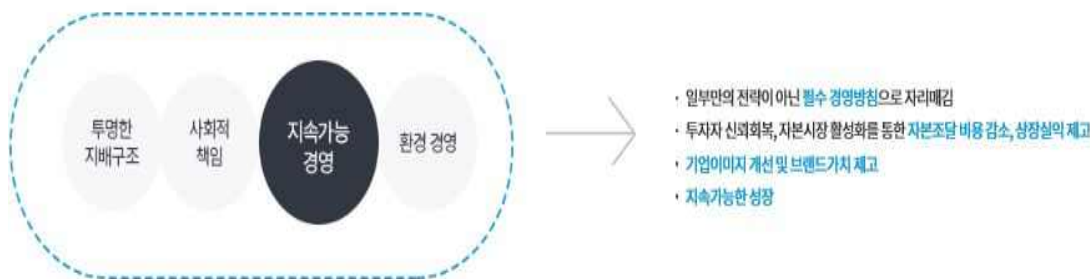 투명한
지배구조
사회적
책임
지속가능
경영
환경 경영
· 일부만의 전략이 아닌 필수 경영방침으로 자리메김
· 투자자 신뢰회복, 자본시장 활성화를 통한 자본조달 비용 감소, 상장실익 제고
· 기업이미지 개선 및 브랜드가치 제고
· 지속가능한 성장